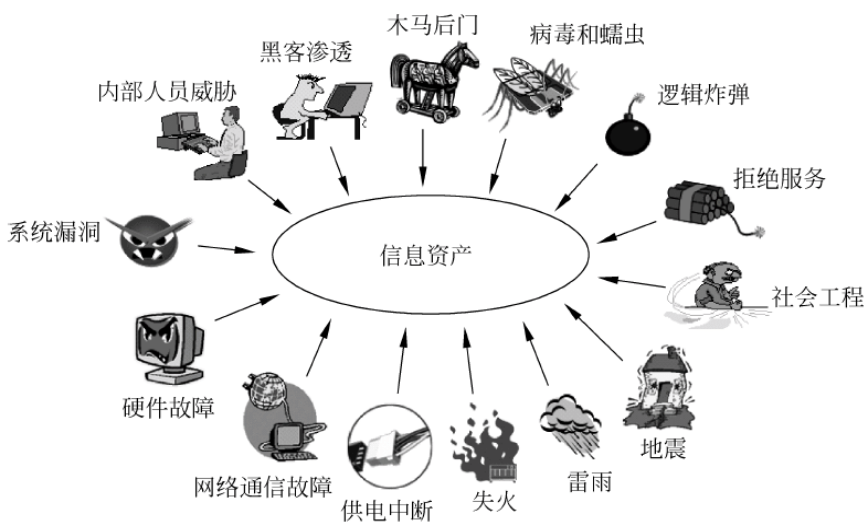 木马后门
病毒和蠕虫
黑客渗透
内部人员威胁
逻辑炸弹
拒绝服务
系统漏洞
信息资产
社会工程
硬件故障
地震
网络通信故障
供电中断
失火
雷雨